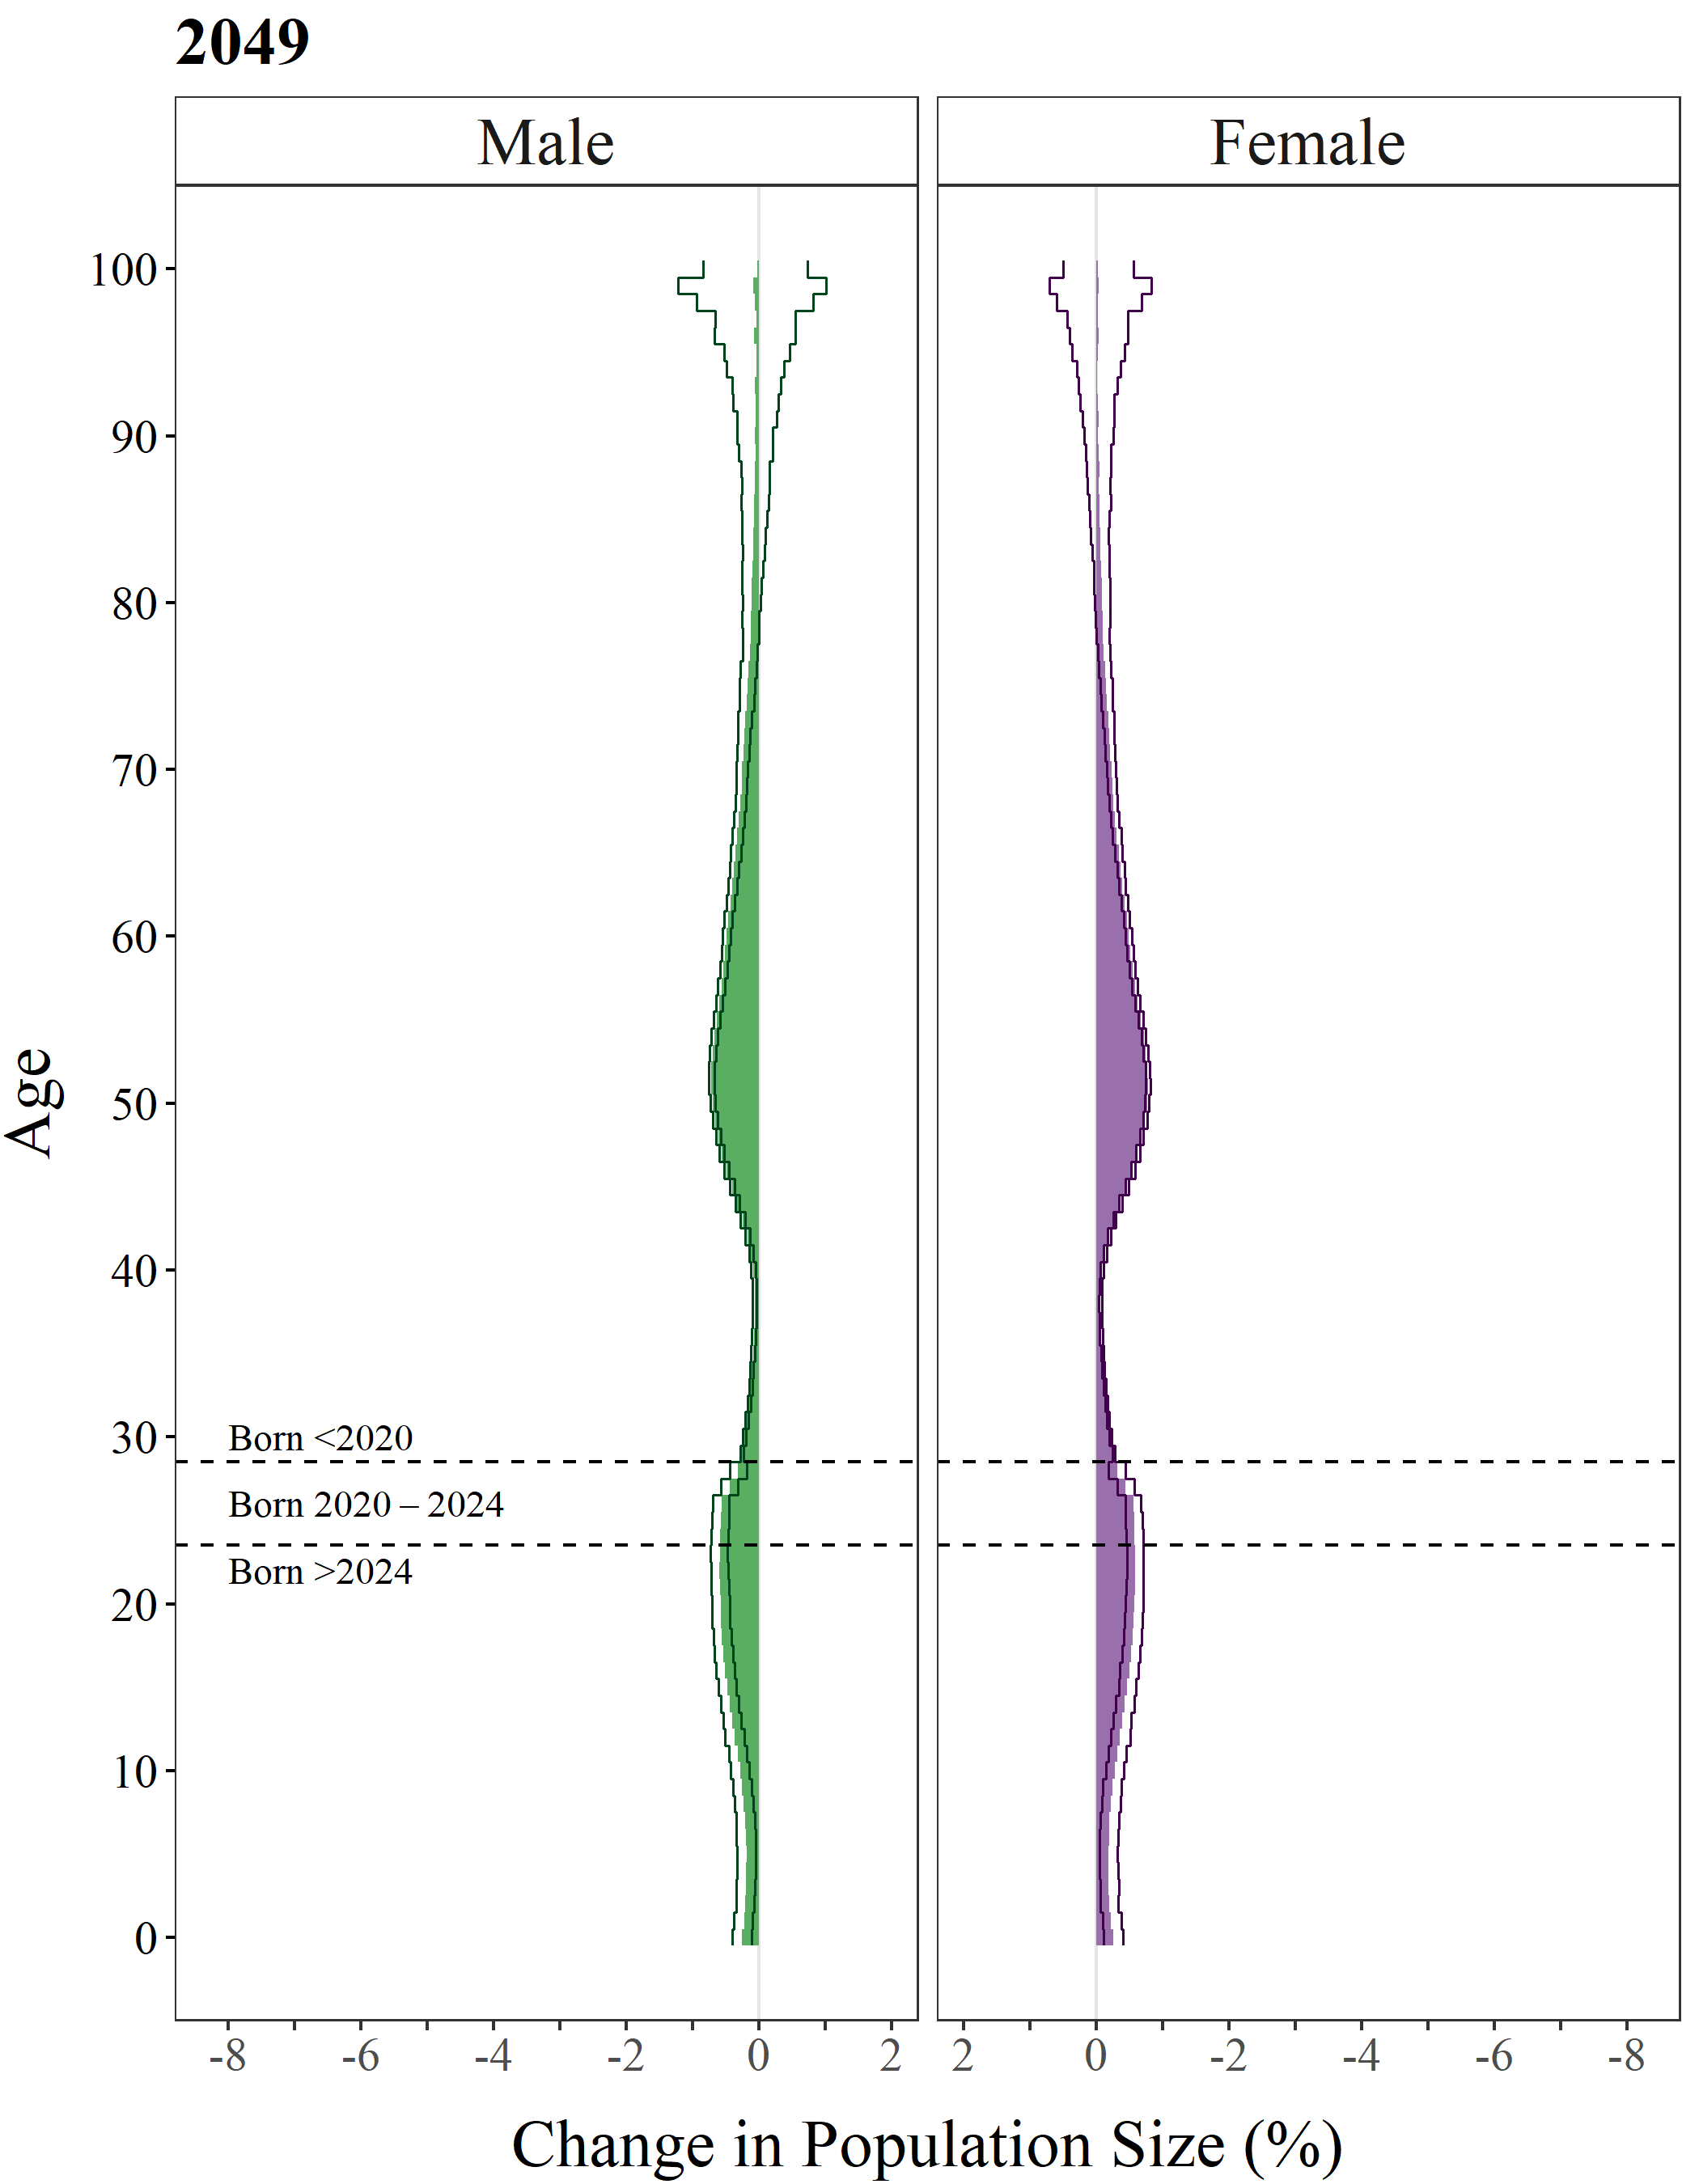 2049
Male
Female
100
90
80
70
60
50
40
30
20
10
0
Age
Born <2020
Born 2020 – 2024
Born >2024
-8 -6 -4 -2 0 2
2 0 -2 -4 -6 -8
Change in Population Size (%)